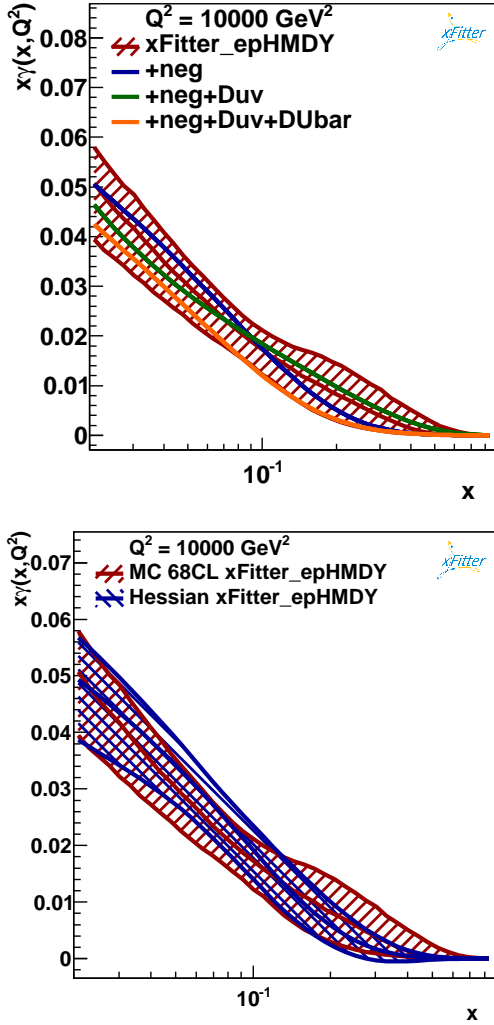 Q² = 10000 GeV²
xFitter_epHMDY
+neg
+neg+Duv
+neg+Duv+DUbar
xFitter
xγ(x,Q²)
0.08
0.07
0.06
0.05
0.04
0.03
0.02
0.01
0
10⁻¹
x
Q² = 10000 GeV²
MC 68CL xFitter_epHMDY
Hessian xFitter_epHMDY
xFitter
xγ(x,Q²)
0.07
0.06
0.05
0.04
0.03
0.02
0.01
0
10⁻¹
x